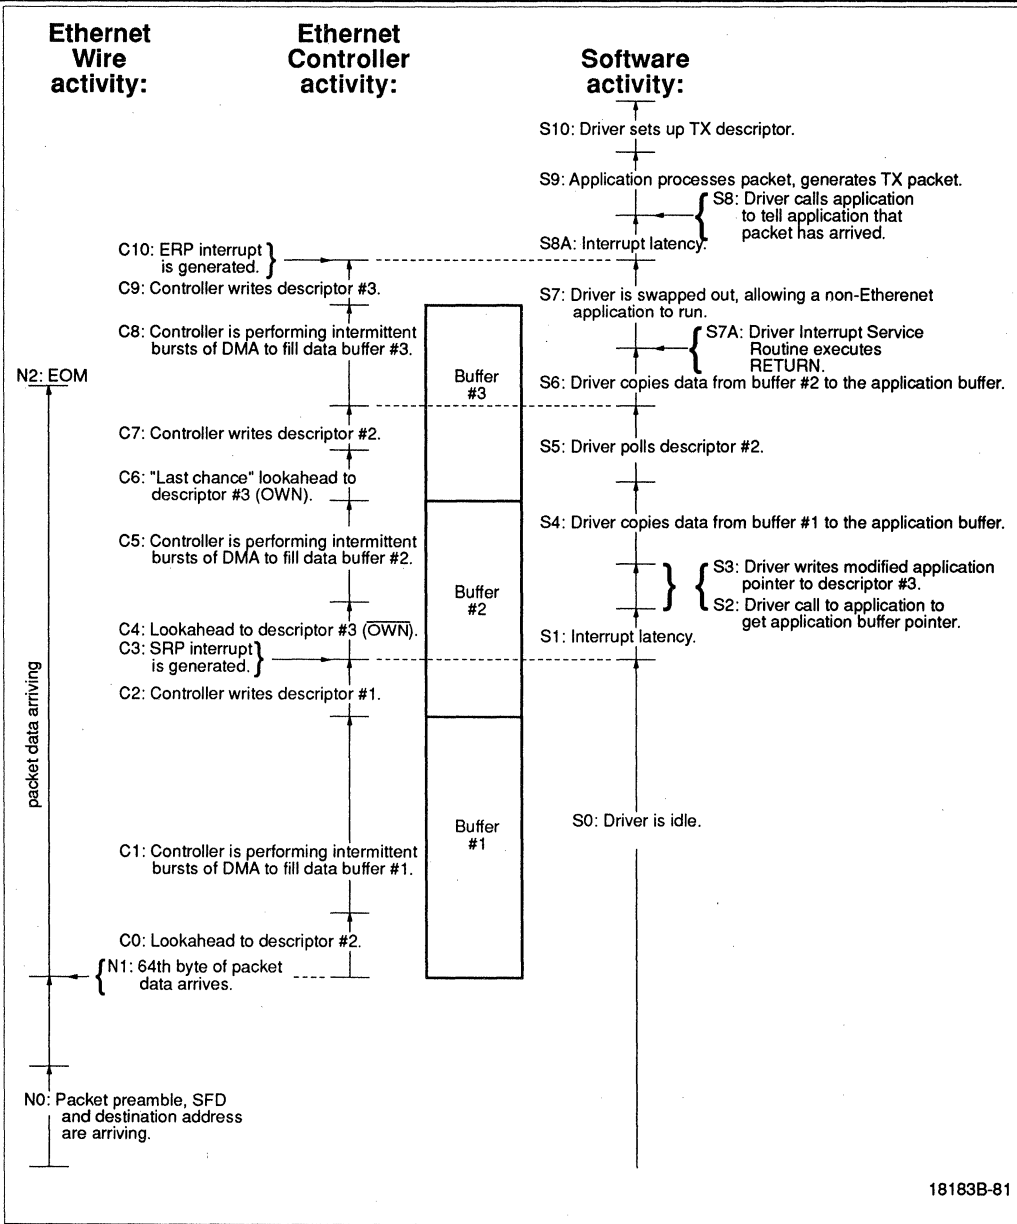 Ethernet
Wire
activity:
Ethernet
Controller
activity:
Software
activity:
S10: Driver sets up TX descriptor.
S9: Application processes packet, generates TX packet.
S8: Driver calls application
to tell application that
packet has arrived.
S8A: Interrupt latency.
C10: ERP interrupt
is generated.
C9: Controller writes descriptor #3.
S7: Driver is swapped out, allowing a non-Etherenet
application to run.
C8: Controller is performing intermittent
bursts of DMA to fill data buffer #3.
S7A: Driver Interrupt Service
Routine executes
RETURN.
N2: EOM
Buffer
#3
S6: Driver copies data from buffer #2 to the application buffer.
C7: Controller writes descriptor #2.
S5: Driver polls descriptor #2.
C6: "Last chance" lookahead to
descriptor #3 (OWN).
S4: Driver copies data from buffer #1 to the application buffer.
C5: Controller is performing intermittent
bursts of DMA to fill data buffer #2.
S3: Driver writes modified application
pointer to descriptor #3.
Buffer
#2
S2: Driver call to application to
get application buffer pointer.
C4: Lookahead to descriptor #3 (OWN).
S1: Interrupt latency.
C3: SRP interrupt
is generated.
C2: Controller writes descriptor #1.
packet data arriving
Buffer
#1
S0: Driver is idle.
C1: Controller is performing intermittent
bursts of DMA to fill data buffer #1.
C0: Lookahead to descriptor #2.
N1: 64th byte of packet
data arrives.
N0: Packet preamble, SFD
and destination address
are arriving.
18183B-81